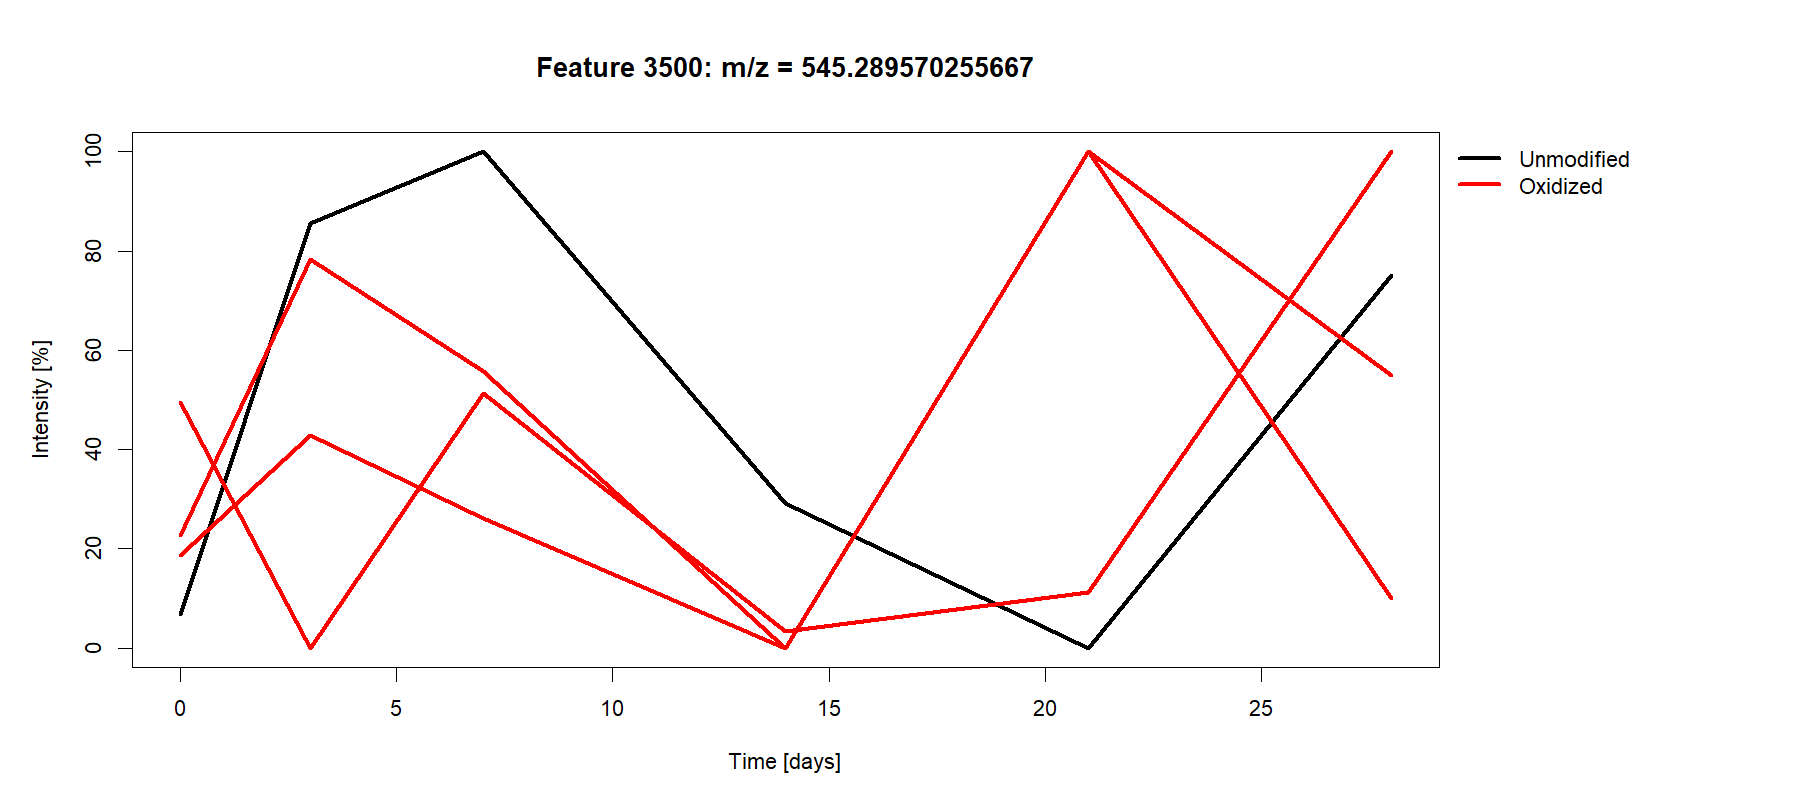 Feature 3500: m/z = 545.289570255667
Unmodified
Oxidized
100
80
60
40
20
0
Intensity [%]
0 5 10 15 20 25
Time [days]